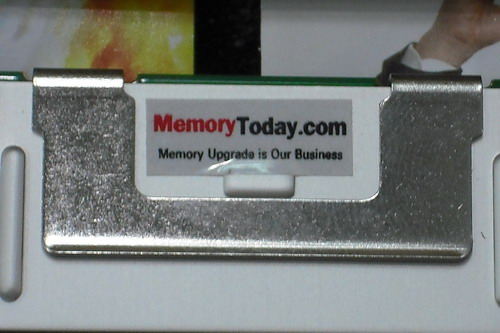 MemoryToday.com
Memory Upgrade is Our Business